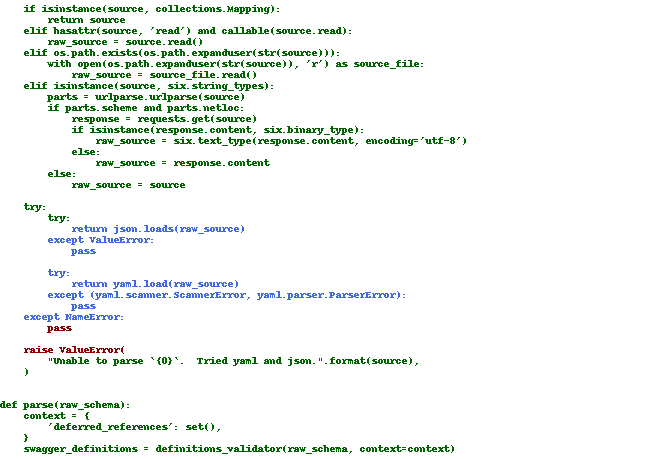 if isinstance(source, collections.Mapping):
        return source
    elif hasattr(source, 'read') and callable(source.read):
        raw_source = source.read()
    elif os.path.exists(os.path.expanduser(str(source))):
        with open(os.path.expanduser(str(source)), 'r') as source_file:
            raw_source = source_file.read()
    elif isinstance(source, six.string_types):
        parts = urlparse.urlparse(source)
        if parts.scheme and parts.netloc:
            response = requests.get(source)
            if isinstance(response.content, six.binary_type):
                raw_source = six.text_type(response.content, encoding='utf-8')
            else:
                raw_source = response.content
        else:
            raw_source = source

    try:
        try:
            return json.loads(raw_source)
        except ValueError:
            pass

        try:
            return yaml.load(raw_source)
        except (yaml.scanner.ScannerError, yaml.parser.ParserError):
            pass
    except NameError:
        pass

    raise ValueError(
        "Unable to parse `{0}`.  Tried yaml and json.".format(source),
    )


def parse(raw_schema):
    context = {
        'deferred_references': set(),
    }
    swagger_definitions = definitions_validator(raw_schema, context=context)